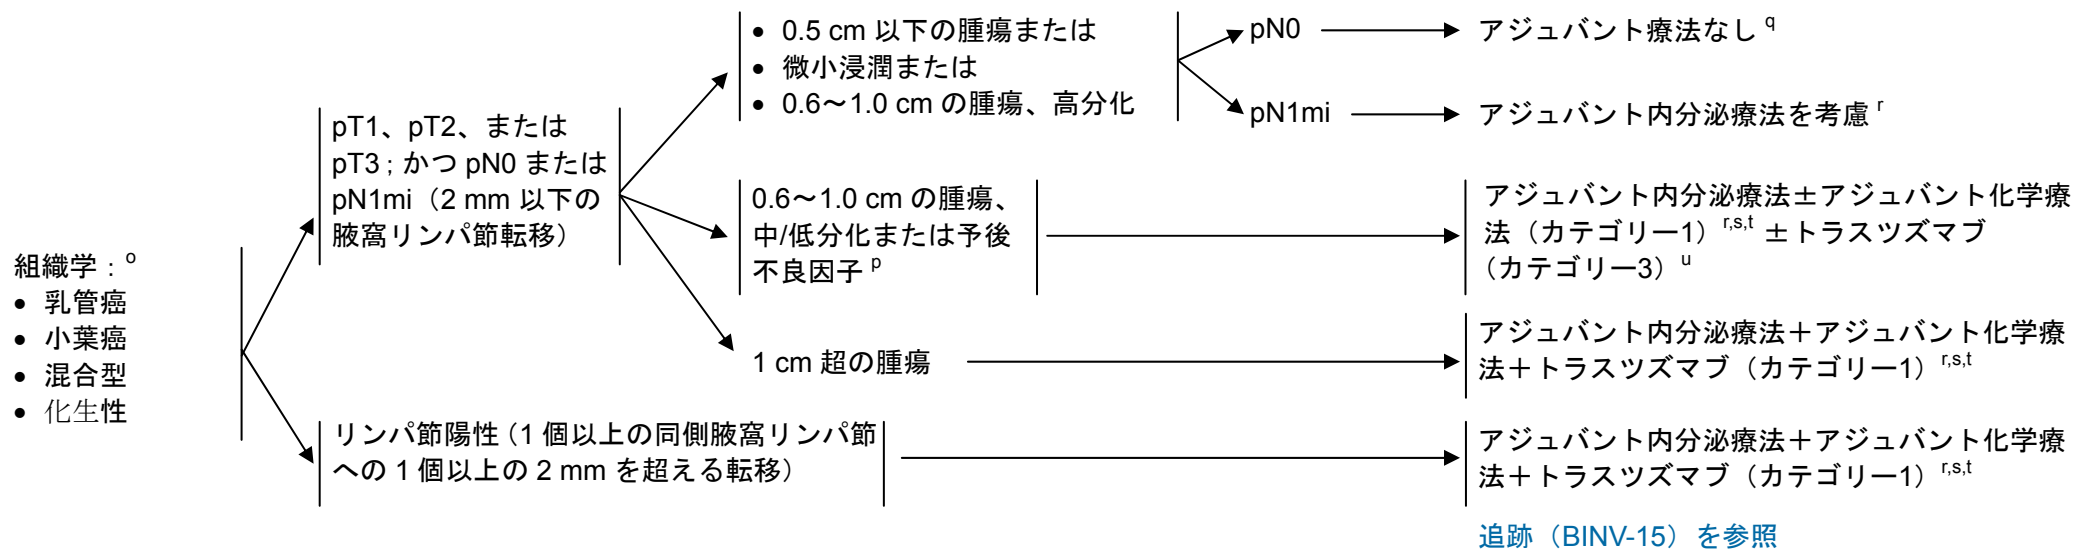 組織学：o
• 乳管癌
• 小葉癌
• 混合型
• 化生性
pT1、pT2、または
pT3；かつ pN0 または
pN1mi（2 mm 以下の
腋窩リンパ節転移）
• 0.5 cm 以下の腫瘍または
• 微小浸潤または
• 0.6～1.0 cm の腫瘍、高分化
pN0
アジュバント療法なし q
pN1mi
アジュバント内分泌療法を考慮 r
0.6～1.0 cm の腫瘍、
中/低分化または予後
不良因子 p
アジュバント内分泌療法±アジュバント化学療
法（カテゴリー1）r,s,t ±トラスツズマブ
（カテゴリー3）u
1 cm 超の腫瘍
アジュバント内分泌療法＋アジュバント化学療
法＋トラスツズマブ（カテゴリー1）r,s,t
リンパ節陽性（1 個以上の同側腋窩リンパ節
への 1 個以上の 2 mm を超える転移）
アジュバント内分泌療法＋アジュバント化学療
法＋トラスツズマブ（カテゴリー1）r,s,t
追跡（BINV-15）を参照